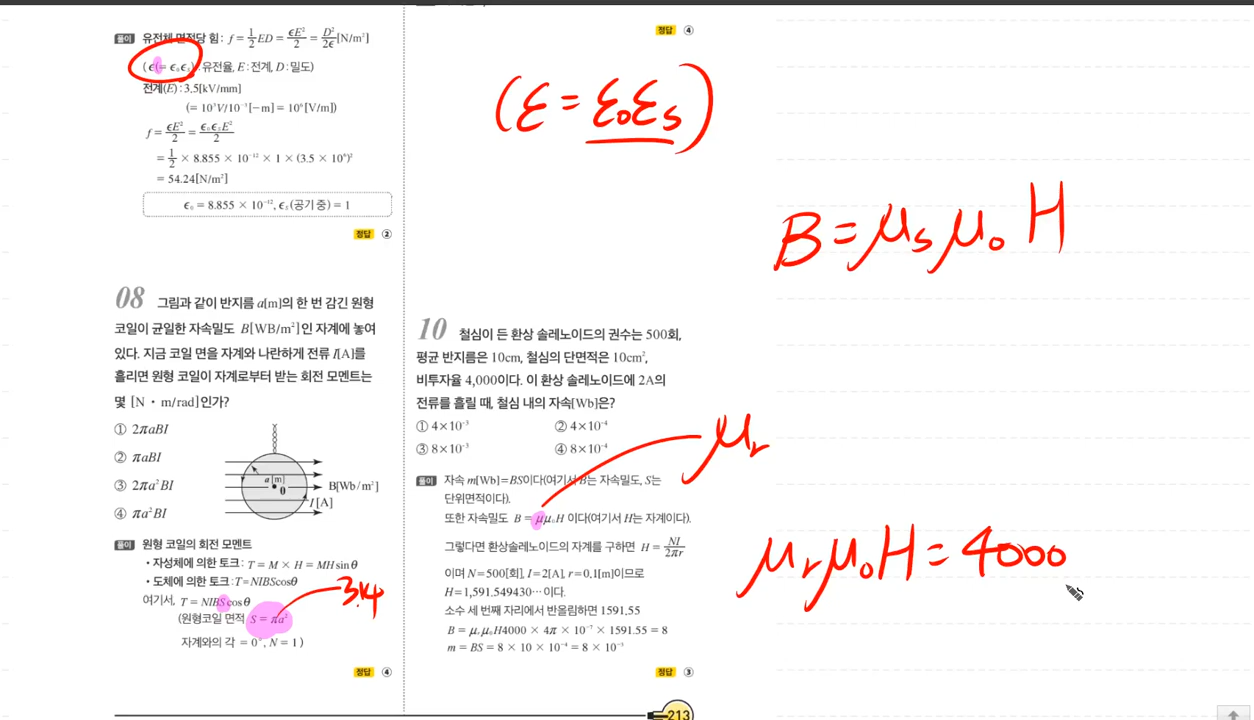 풀이 유전체 면적당 힘 : f = 1/2 ED = ϵE²/2 = D²/2ϵ [N/m²]
(ϵ(= ϵ₀ϵₛ) : 유전율, E : 전계, D : 밀도)
전계(E) : 3.5[kV/mm]
(= 10³V/10⁻³[-m] = 10⁶[V/m])
f = ϵE²/2 = ϵ₀ϵₛE²/2
= 1/2 × 8.855 × 10⁻¹² × 1 × (3.5 × 10⁶)²
= 54.24[N/m²]
ϵ₀ = 8.855 × 10⁻¹², ϵₛ(공기 중) = 1
정답 ②
08 그림과 같이 반지름 a[m]의 한 번 감긴 원형
코일이 균일한 자속밀도 B[WB/m²]인 자계에 놓여
있다. 지금 코일 면을 자계와 나란하게 전류 I[A]를
흘리면 원형 코일이 자계로부터 받는 회전 모멘트는
몇 [N · m/rad]인가?
① 2πaBI
② πaBI
③ 2πa²BI
④ πa²BI
a[m]
θ
B[Wb/m²]
I[A]
풀이 원형 코일의 회전 모멘트
· 자성체에 의한 토크 : T = M × H = MH sin θ
· 도체에 의한 토크 : T = NIBS cos θ
여기서, T = NIBS cos θ
(원형코일 면적 S = πa²
자계와의 각 = 0°, N = 1)
3.14
정답 ④
정답 ④
(ε = ε₀εₛ)
B = μₛ μ₀ H
10 철심이 든 환상 솔레노이드의 권수는 500회,
평균 반지름은 10cm, 철심의 단면적은 10cm²,
비투자율 4,000이다. 이 환상 솔레노이드에 2A의
전류를 흘릴 때, 철심 내의 자속[Wb]은?
① 4×10⁻³ ② 4×10⁻⁴
③ 8×10⁻³ ④ 8×10⁻⁴
풀이 자속 m[Wb] = BS이다(여기서 B는 자속밀도, S는
단위면적이다).
또한 자속밀도 B = μμ₀H 이다(여기서 H는 자계이다).
그렇다면 환상솔레노이드의 자계를 구하면 H = NI/2πr
이며 N = 500[회], I = 2[A], r = 0.1[m]이므로
H = 1,591.549430⋯ 이다.
소수 세 번째 자리에서 반올림하면 1591.55
B = μᵣμ₀H4000 × 4π × 10⁻⁷ × 1591.55 = 8
m = BS = 8 × 10 × 10⁻⁴ = 8 × 10⁻³
정답 ③
μᵣ
μᵣμ₀H = 4000
213